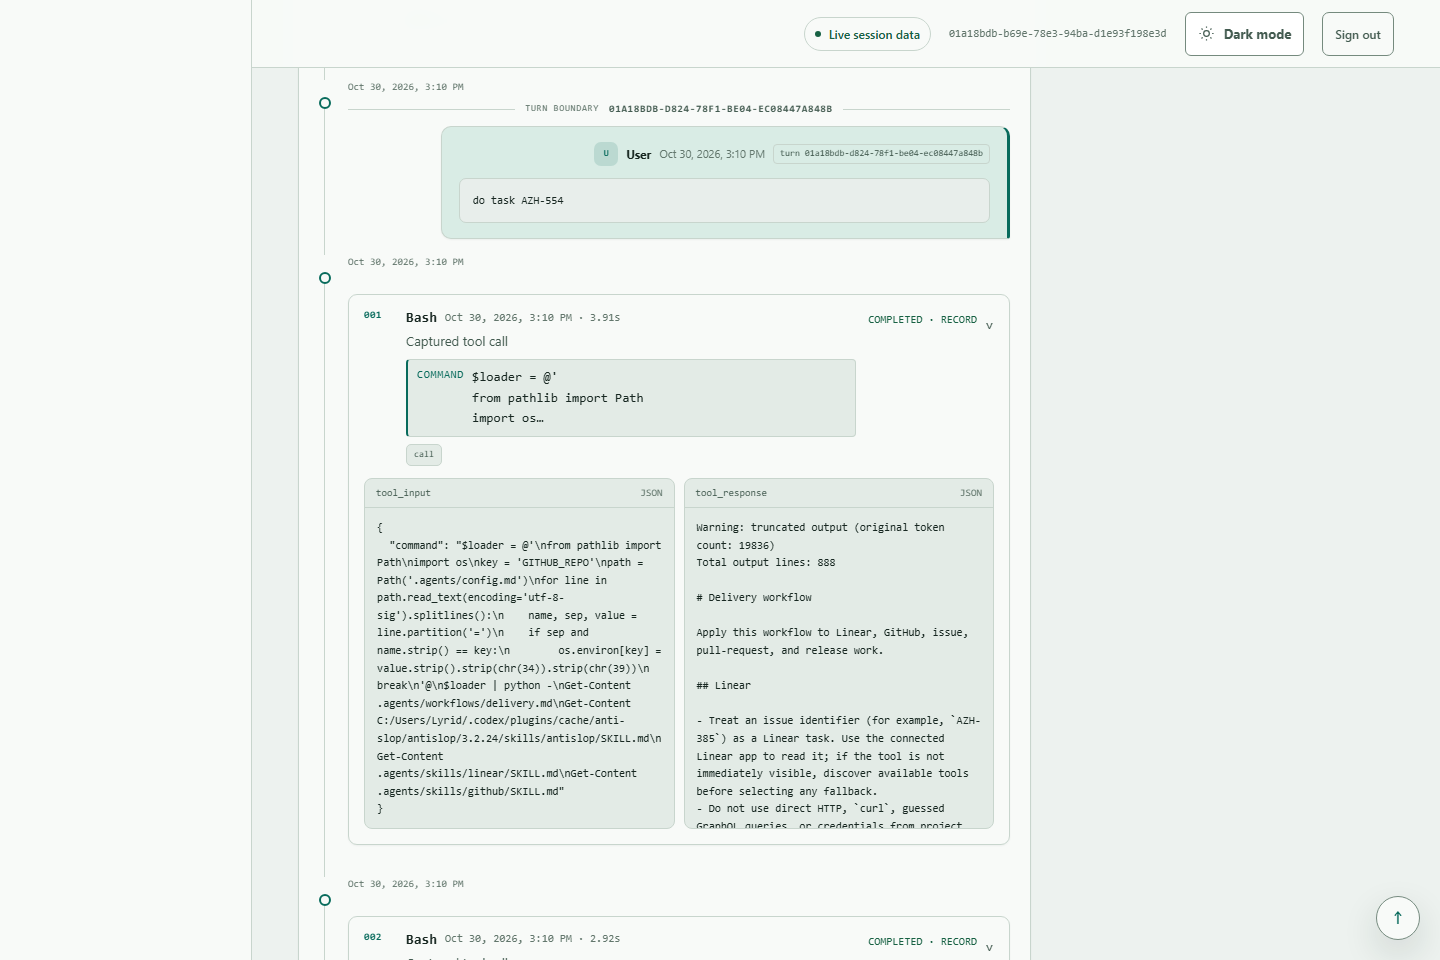 Live session data
01a18bdb-b69e-78e3-94ba-d1e93f198e3d
Dark mode
Sign out
Oct 30, 2026, 3:10 PM
TURN BOUNDARY 01A18BDB-D824-78F1-BE04-EC08447A848B
U User Oct 30, 2026, 3:10 PM turn 01a18bdb-d824-78f1-be04-ec08447a848b
do task AZH-554
Oct 30, 2026, 3:10 PM
001 Bash Oct 30, 2026, 3:10 PM · 3.91s COMPLETED · RECORD v
Captured tool call
COMMAND $loader = @'
from pathlib import Path
import os…
call
tool_input JSON
{
  "command": "$loader = @'\nfrom pathlib import
Path\nimport os\nkey = 'GITHUB_REPO'\npath =
Path('.agents/config.md')\nfor line in
path.read_text(encoding='utf-8-
sig').splitlines():\n    name, sep, value =
line.partition('=')\n    if sep and
name.strip() == key:\n        os.environ[key] =
value.strip().strip(chr(34)).strip(chr(39))\n
break\n'@\n$loader | python -\nGet-Content
.agents/workflows/delivery.md\nGet-Content
C:/Users/Lyrid/.codex/plugins/cache/anti-
slop/antislop/3.2.24/skills/antislop/SKILL.md\n
Get-Content
.agents/skills/linear/SKILL.md\nGet-Content
.agents/skills/github/SKILL.md"
}
tool_response JSON
Warning: truncated output (original token
count: 19836)
Total output lines: 888
# Delivery workflow
Apply this workflow to Linear, GitHub, issue,
pull-request, and release work.
## Linear
- Treat an issue identifier (for example, `AZH-
385`) as a Linear task. Use the connected
Linear app to read it; if the tool is not
immediately visible, discover available tools
before selecting any fallback.
- Do not use direct HTTP, `curl`, guessed
GraphQL queries, or credentials from project
Oct 30, 2026, 3:10 PM
002 Bash Oct 30, 2026, 3:10 PM · 2.92s COMPLETED · RECORD v